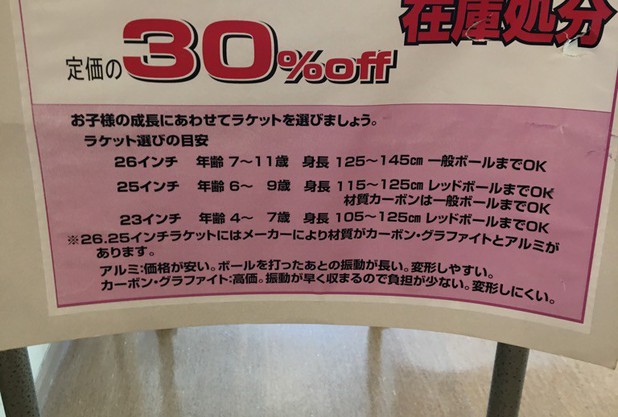 在庫処分
定価の30%off
お子様の成長にあわせてラケットを選びましょう。
ラケット選びの目安
26インチ 年齢 7～11歳 身長 125～145㎝ 一般ボールまでOK
25インチ 年齢 6～ 9歳 身長 115～125㎝ レッドボールまでOK
材質カーボンは一般ボールまでOK
23インチ 年齢 4～ 7歳 身長 105～125㎝ レッドボールまでOK
※26.25インチラケットにはメーカーにより材質がカーボン・グラファイトとアルミが
あります。
アルミ:価格が安い。ボールを打ったあとの振動が長い。変形しやすい。
カーボン・グラファイト:高価。振動が早く収まるので負担が少ない。変形しにくい。